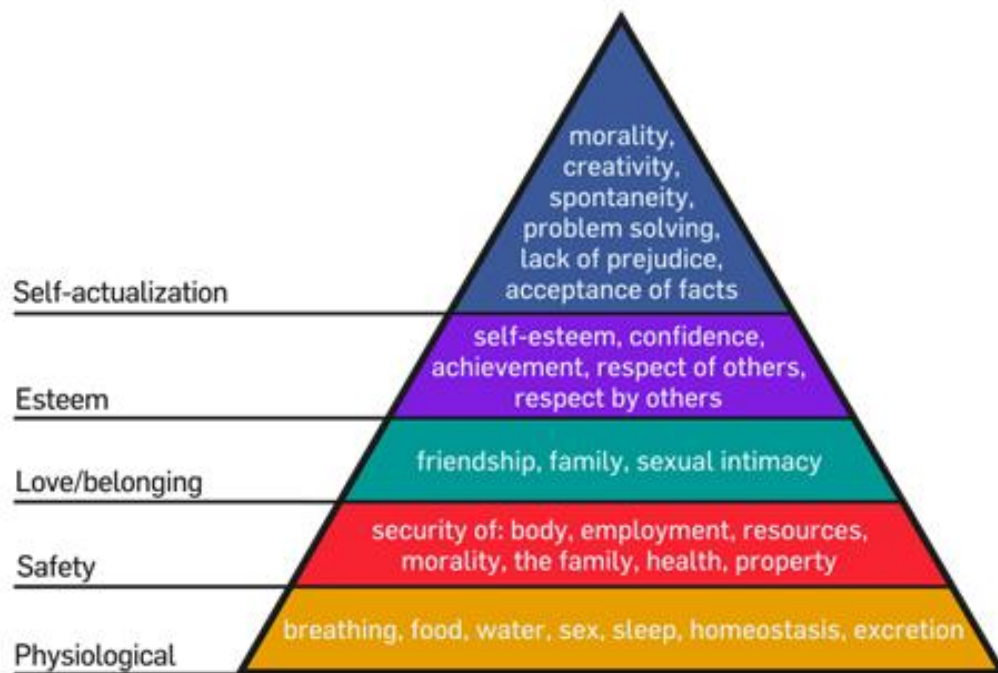 morality,
creativity,
spontaneity,
problem solving,
lack of prejudice,
acceptance of facts
Self-actualization
self-esteem, confidence,
achievement, respect of others,
respect by others
Esteem
friendship, family, sexual intimacy
Love/belonging
security of: body, employment, resources,
morality, the family, health, property
Safety
breathing, food, water, sex, sleep, homeostasis, excretion
Physiological